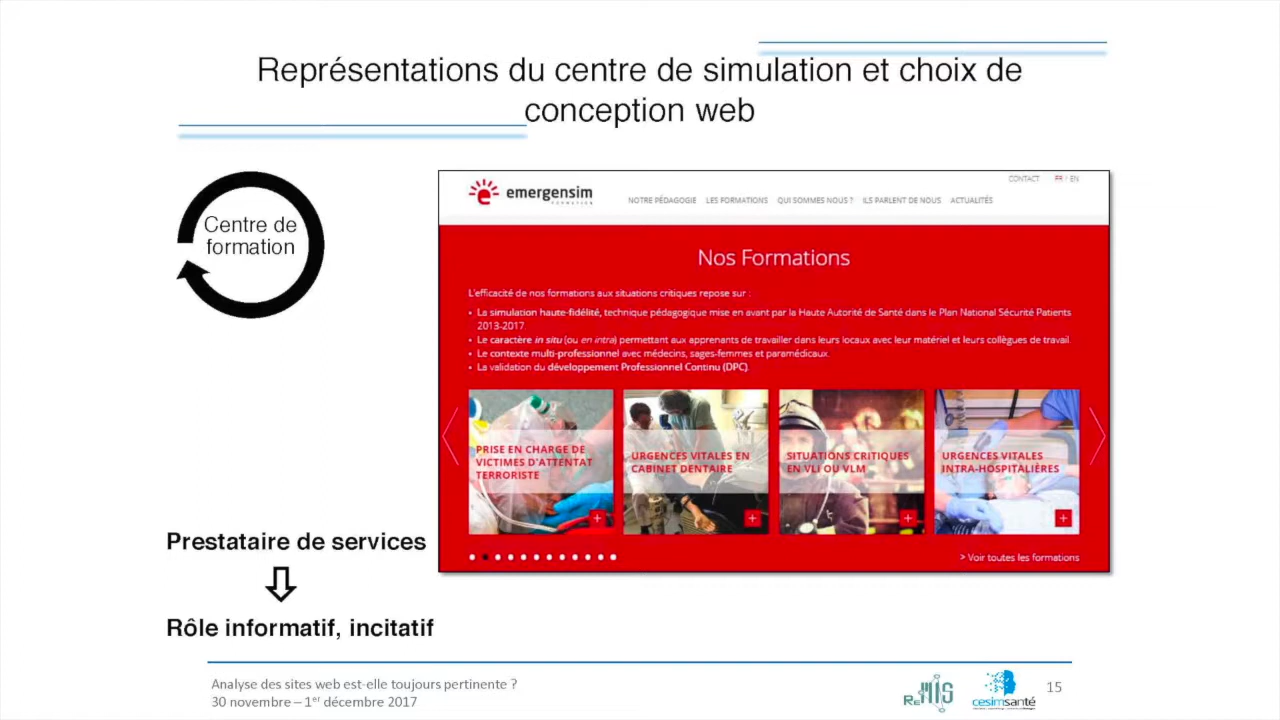 Représentations du centre de simulation et choix de
conception web
Centre de
formation
emergensim
FORMATION
CONTACT FR / EN
NOTRE PÉDAGOGIE LES FORMATIONS QUI SOMMES NOUS ? ILS PARLENT DE NOUS ACTUALITÉS
Nos Formations
L'efficacité de nos formations aux situations critiques repose sur :
• La simulation haute-fidélité, technique pédagogique mise en avant par la Haute Autorité de Santé dans le Plan National Sécurité Patients
2013-2017.
• Le caractère in situ (ou en intra) permettant aux apprenants de travailler dans leurs locaux avec leur matériel et leurs collègues de travail.
• Le contexte multi-professionnel avec médecins, sages-femmes et paramédicaux.
• La validation du développement Professionnel Continu (DPC).
PRISE EN CHARGE DE
VICTIMES D'ATTENTAT
TERRORISTE
URGENCES VITALES EN
CABINET DENTAIRE
SITUATIONS CRITIQUES
EN VLI OU VLM
URGENCES VITALES
INTRA-HOSPITALIÈRES
> Voir toutes les formations
Prestataire de services
Rôle informatif, incitatif
Analyse des sites web est-elle toujours pertinente ?
30 novembre – 1er décembre 2017
ReMIS
cesimsanté
15